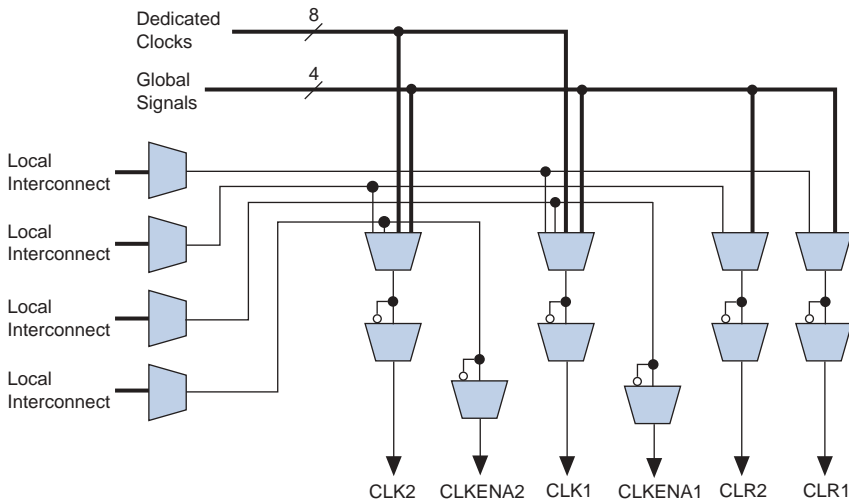 Dedicated
Clocks
8
Global
Signals
4
Local
Interconnect
Local
Interconnect
Local
Interconnect
Local
Interconnect
CLK2
CLKENA2
CLK1
CLKENA1
CLR2
CLR1